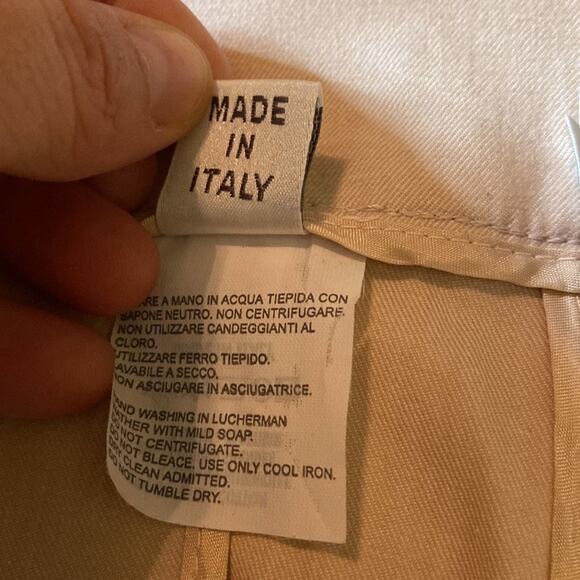 MADE
IN
ITALY
ARE A MANO IN ACQUA TIEPIDA CON
SAPONE NEUTRO. NON CENTRIFUGARE.
NON UTILIZZARE CANDEGGIANTI AL
CLORO.
UTILIZZARE FERRO TIEPIDO.
LAVABILE A SECCO.
NON ASCIUGARE IN ASCIUGATRICE.
HAND WASHING IN LUCHERMAN
RATHER WITH MILD SOAP.
DO NOT CENTRIFUGATE.
DO NOT BLEACE. USE ONLY COOL IRON.
DRY CLEAN ADMITTED.
DO NOT TUMBLE DRY.